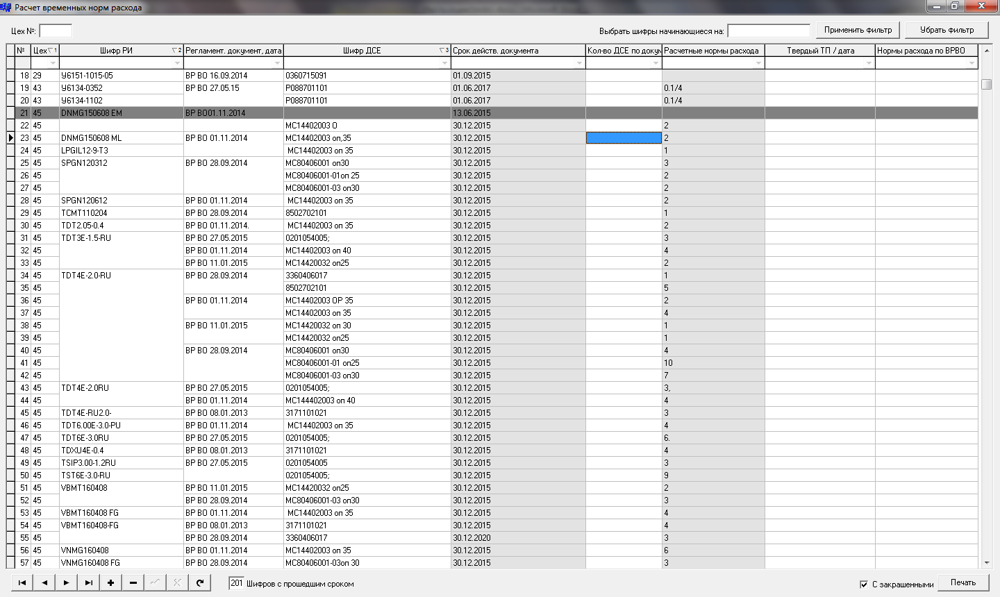 Расчет временных норм расхода
Цех №:
Выбрать шифры начинающиеся на:
Применить фильтр
Убрать фильтр
№ Цех 1 Шифр РИ 2 Регламент. документ, дата Шифр ДСЕ 3 Срок действ. документа Кол-во ДСЕ по докум Расчетные нормы расхода Твердый ТП / дата Нормы расхода по ВРВО
18 29 У6151-1015-05 ВР ВО 16.09.2014 0360715091 01.09.2015
19 43 У6134-0352 ВР ВО 27.05.15 Р088701101 01.06.2017 0.1/4
20 43 У6134-1102 Р088701101 01.06.2017 0.1/4
21 45 DNMG150608 EM ВР ВО01.11.2014 13.06.2015
22 45 МС14402003 О 30.12.2015 2
23 45 DNMG150608 ML ВР ВО 01.11.2014 МС14402003 оп,35 30.12.2015 2
24 45 LPGIL12-9-T3 МС14402003 оп 35 30.12.2015 1
25 45 SPGN120312 ВР ВО 28.09.2014 МС80406001 оп30 30.12.2015 3
26 45 МС80406001-01оп 25 30.12.2015 2
27 45 МС80406001-03 оп30 30.12.2015 2
28 45 SPGN120612 ВР ВО 01.11.2014 МС14402003 оп 35 30.12.2015 2
29 45 TCMT110204 ВР ВО 28.09.2014 8502702101 30.12.2015 1
30 45 TDT2.05-0.4 ВР ВО 01.11.2014. МС14402003 оп 35 30.12.2015 2
31 45 TDT3E-1.5-RU ВР ВО 27.05.2015 0201054005; 30.12.2015 3
32 45 ВР ВО 01.11.2014 МС14402003 оп 40 30.12.2015 4
33 45 ВР ВО 11.01.2015 МС14420032 оп25 30.12.2015 2
34 45 TDT4E-2.0-RU ВР ВО 28.09.2014 3360406017 30.12.2015 1
35 45 8502702101 30.12.2015 5
36 45 ВР ВО 01.11.2014 МС14402003 ОР 35 30.12.2015 2
37 45 МС14402003 оп 35 30.12.2015 4
38 45 ВР ВО 11.01.2015 МС14420032 оп 30 30.12.2015 1
39 45 МС14420032 оп25 30.12.2015 1
40 45 ВР ВО 28.09.2014 МС80406001 оп30 30.12.2015 4
41 45 МС80406001-01 оп25 30.12.2015 10
42 45 МС80406001-03 оп30 30.12.2015 7
43 45 TDT4E-2.0RU ВР ВО 27.05.2015 0201054005; 30.12.2015 3,
44 45 ВР ВО 01.11.2014 МС144402003 оп 40 30.12.2015 4
45 45 TDT4E-RU2.0- ВР ВО 08.01.2013 3171101021 30.12.2015 4
46 45 TDT6.00E-3.0-PU ВР ВО 01.11.2014 МС14402003 оп 35 30.12.2015 4
47 45 TDT6E-3.0RU ВР ВО 27.05.2015 0201054005; 30.12.2015 6.
48 45 TDXU4E-0.4 ВР ВО 08.01.2013 3171101021 30.12.2015 4
49 45 TSIP3.00-1.2RU ВР ВО 27.05.2015 0201054005 30.12.2015 3
50 45 TST6E-3.0-RU 0201054005; 30.12.2015 9
51 45 VBMT160408 ВР ВО 11.01.2015 МС14420032 оп25 30.12.2015 2
52 45 ВР ВО 28.09.2014 МС80406001-03 оп30 30.12.2015 3
53 45 VBMT160408 FG ВР ВО 01.11.2014 МС14402003 оп 35 30.12.2015 4
54 45 VBMT160408-FG ВР ВО 08.01.2013 3171101021 30.12.2015 4
55 45 ВР ВО 28.09.2014 3360406017 30.12.2020 3
56 45 VNMG160408 ВР ВО 01.11.2014 МС14402003 оп 35 30.12.2015 6
57 45 VNMG160408 FG ВР ВО 28.09.2014 МС80406001-03оп 30 30.12.2015 3
201 Шифров с прошедшим сроком
С закрашенными
Печать